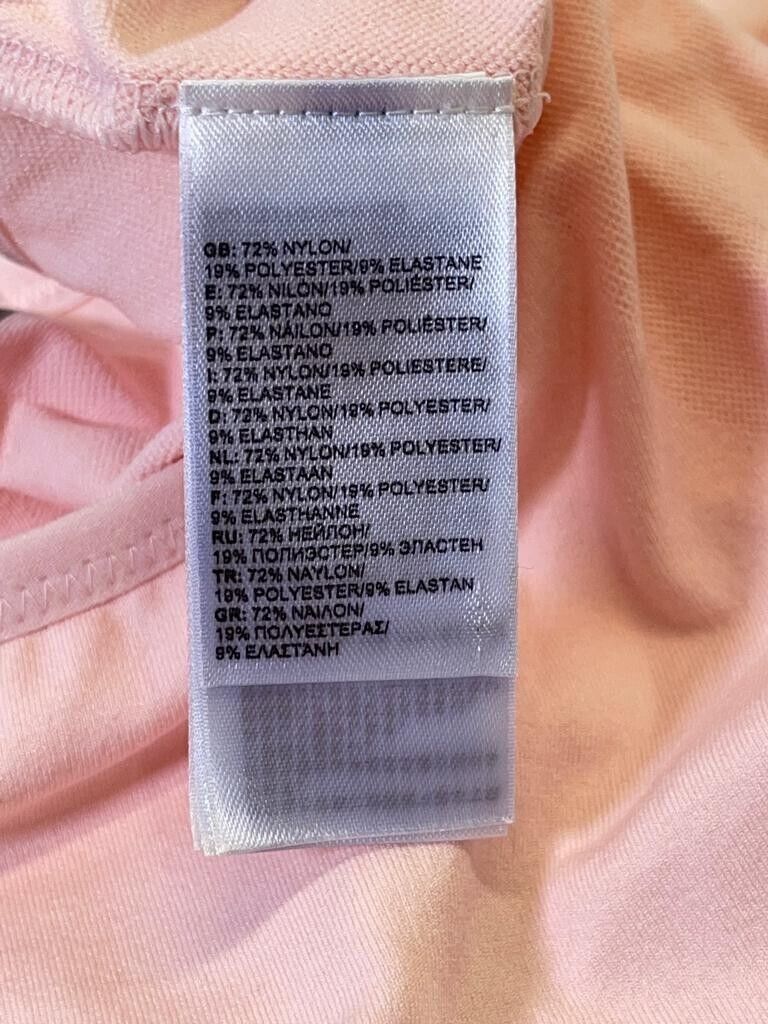 GB: 72% NYLON/
19% POLYESTER/9% ELASTANE
E: 72% NILON/19% POLIÉSTER/
9% ELASTANO
P: 72% NAILON/19% POLIÉSTER/
9% ELASTANO
I: 72% NYLON/19% POLIESTERE/
9% ELASTANE
D: 72% NYLON/19% POLYESTER/
9% ELASTHAN
NL: 72% NYLON/19% POLYESTER/
9% ELASTAAN
F: 72% NYLON/19% POLYESTER/
9% ELASTHANNE
RU: 72% НЕЙЛОН/
19% ПОЛИЭСТЕР/9% ЭЛАСТЕН
TR: 72% NAYLON/
19% POLYESTER/9% ELASTAN
GR: 72% ΝΑΙΛΟΝ/
19% ΠΟΛΥΕΣΤΕΡΑΣ/
9% ΕΛΑΣΤΑΝΗ